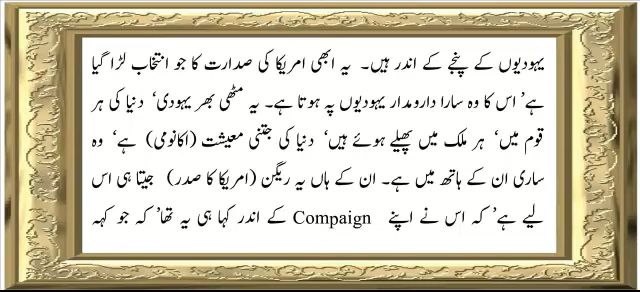 یہودیوں کے پنجے کے اندر ہیں۔ یہ ابھی امریکا کی صدارت کا جو انتخاب لڑا گیا
ہے’ اس کا وہ سارا دارومدار یہودیوں پہ ہوتا ہے۔ یہ مٹھی بھر یہودی‘ دنیا کی ہر
قوم میں‘ ہر ملک میں پھیلے ہوئے ہیں‘ دنیا کی جتنی معیشت (اکانومی) ہے‘ وہ
ساری ان کے ہاتھ میں ہے۔ ان کے ہاں یہ ریگن (امریکا کا صدر) جیتا ہی اس
لیے ہے’ کہ اس نے اپنے Compaign کے اندر کہا ہی یہ تھا’ کہ جو کہہ